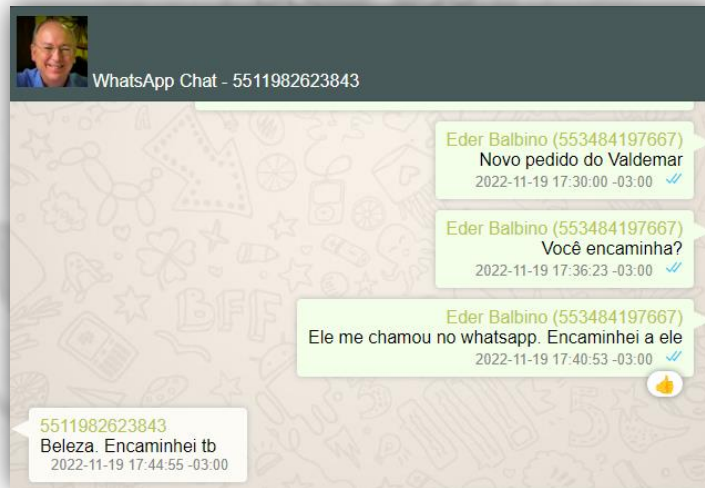 WhatsApp Chat - 5511982623843
Eder Balbino (553484197667)
Novo pedido do Valdemar
2022-11-19 17:30:00 -03:00
Eder Balbino (553484197667)
Você encaminha?
2022-11-19 17:36:23 -03:00
Eder Balbino (553484197667)
Ele me chamou no whatsapp. Encaminhei a ele
2022-11-19 17:40:53 -03:00
5511982623843
Beleza. Encaminhei tb
2022-11-19 17:44:55 -03:00
BFF